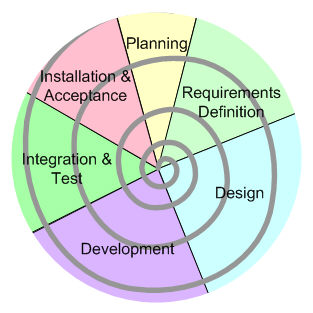 Planning
Requirements
Definition
Design
Development
Integration &
Test
Installation &
Acceptance